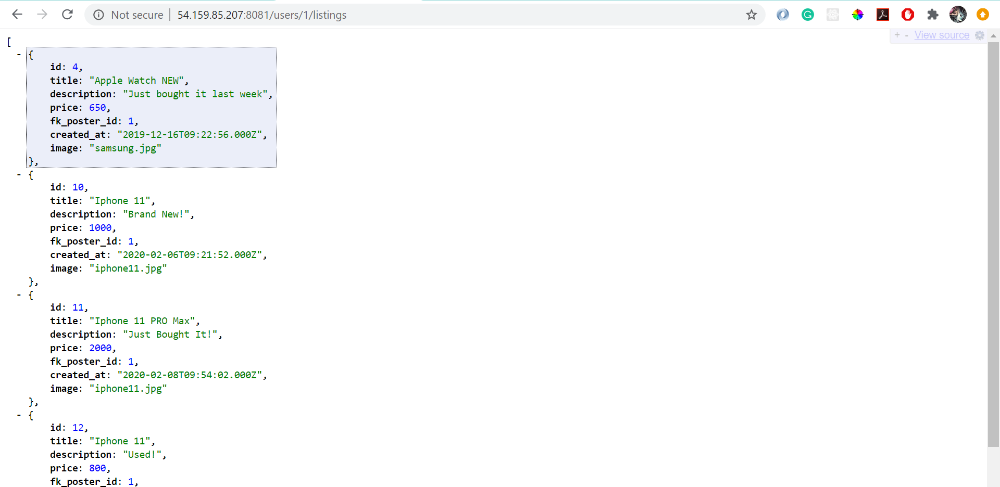 Not secure | 54.159.85.207:8081/users/1/listings
+ - View source
[
- {
id: 4,
title: "Apple Watch NEW",
description: "Just bought it last week",
price: 650,
fk_poster_id: 1,
created_at: "2019-12-16T09:22:56.000Z",
image: "samsung.jpg"
},
- {
id: 10,
title: "Iphone 11",
description: "Brand New!",
price: 1000,
fk_poster_id: 1,
created_at: "2020-02-06T09:21:52.000Z",
image: "iphone11.jpg"
},
- {
id: 11,
title: "Iphone 11 PRO Max",
description: "Just Bought It!",
price: 2000,
fk_poster_id: 1,
created_at: "2020-02-08T09:54:02.000Z",
image: "iphone11.jpg"
},
- {
id: 12,
title: "Iphone 11",
description: "Used!",
price: 800,
fk_poster_id: 1,